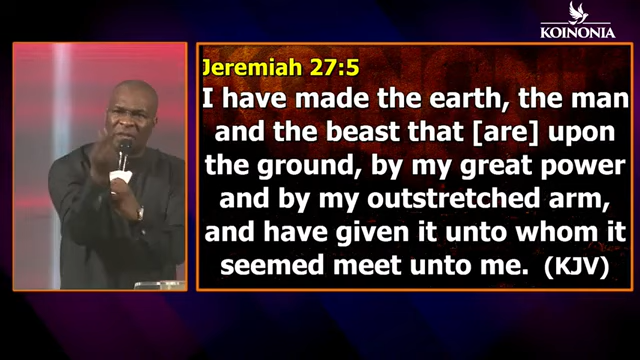 KOINONIA
Jeremiah 27:5
I have made the earth, the man
and the beast that [are] upon
the ground, by my great power
and by my outstretched arm,
and have given it unto whom it
seemed meet unto me. (KJV)